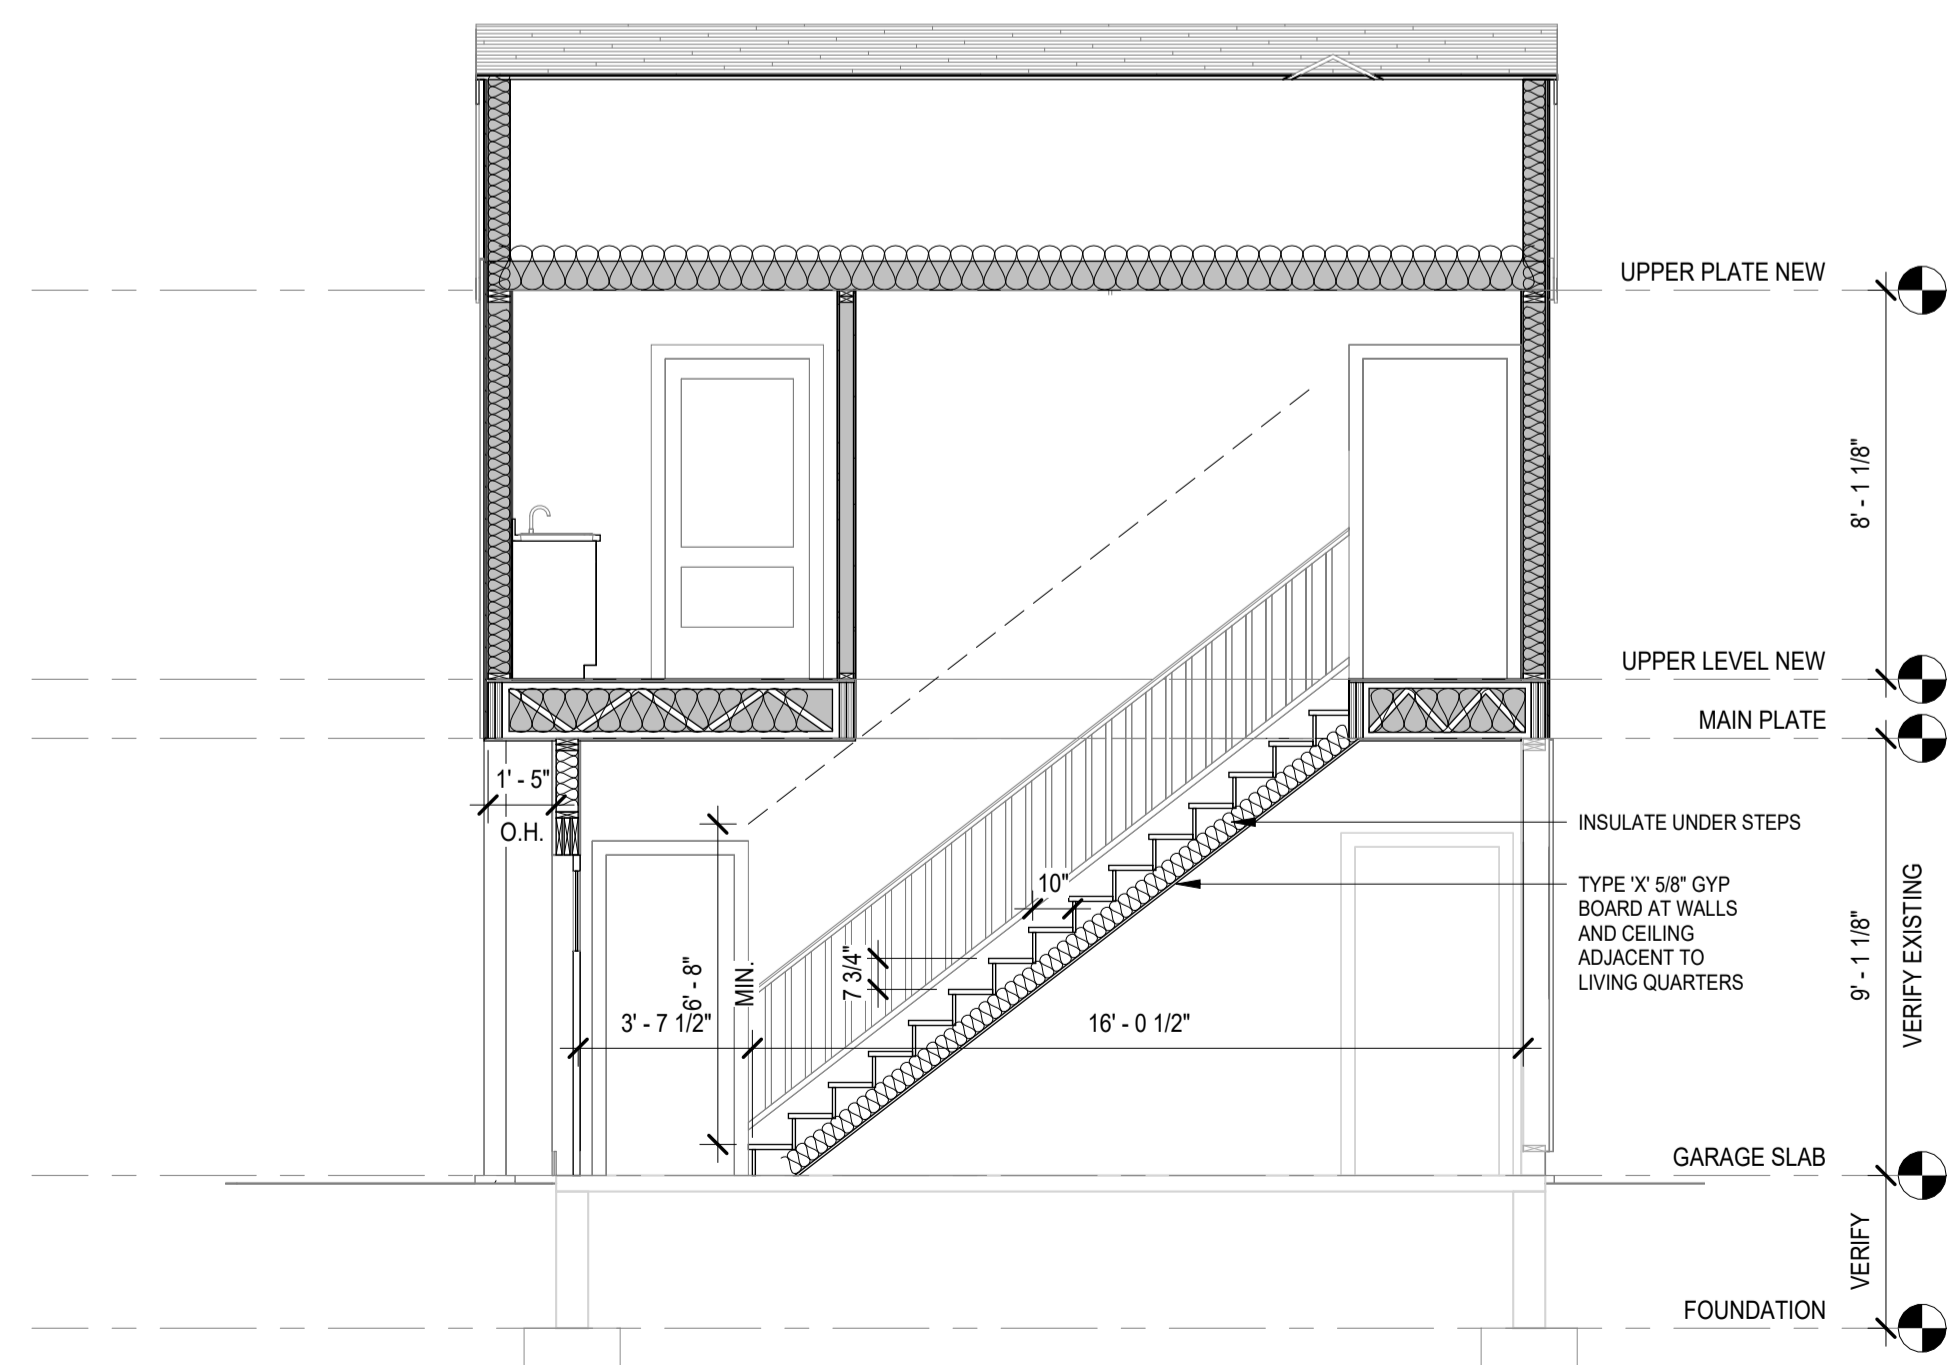 UPPER PLATE NEW
8' - 1 1/8"
UPPER LEVEL NEW
MAIN PLATE
1' - 5"
O.H.
INSULATE UNDER STEPS
10"
TYPE 'X' 5/8" GYP
BOARD AT WALLS
AND CEILING
ADJACENT TO
LIVING QUARTERS
9' - 1 1/8"
VERIFY EXISTING
7 3/4"
6' - 8"
MIN.
3' - 7 1/2"
16' - 0 1/2"
GARAGE SLAB
VERIFY
FOUNDATION